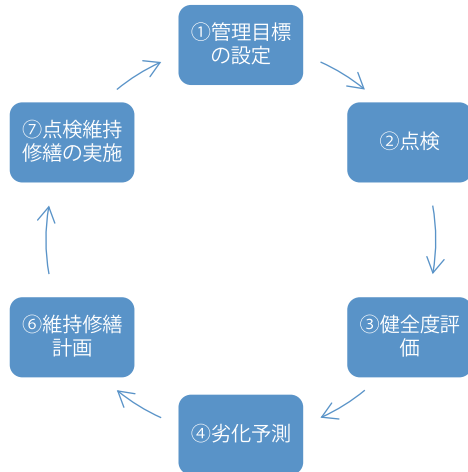 ①管理目標
の設定
②点検
③健全度評
価
④劣化予測
⑥維持修繕
計画
⑦点検維持
修繕の実施